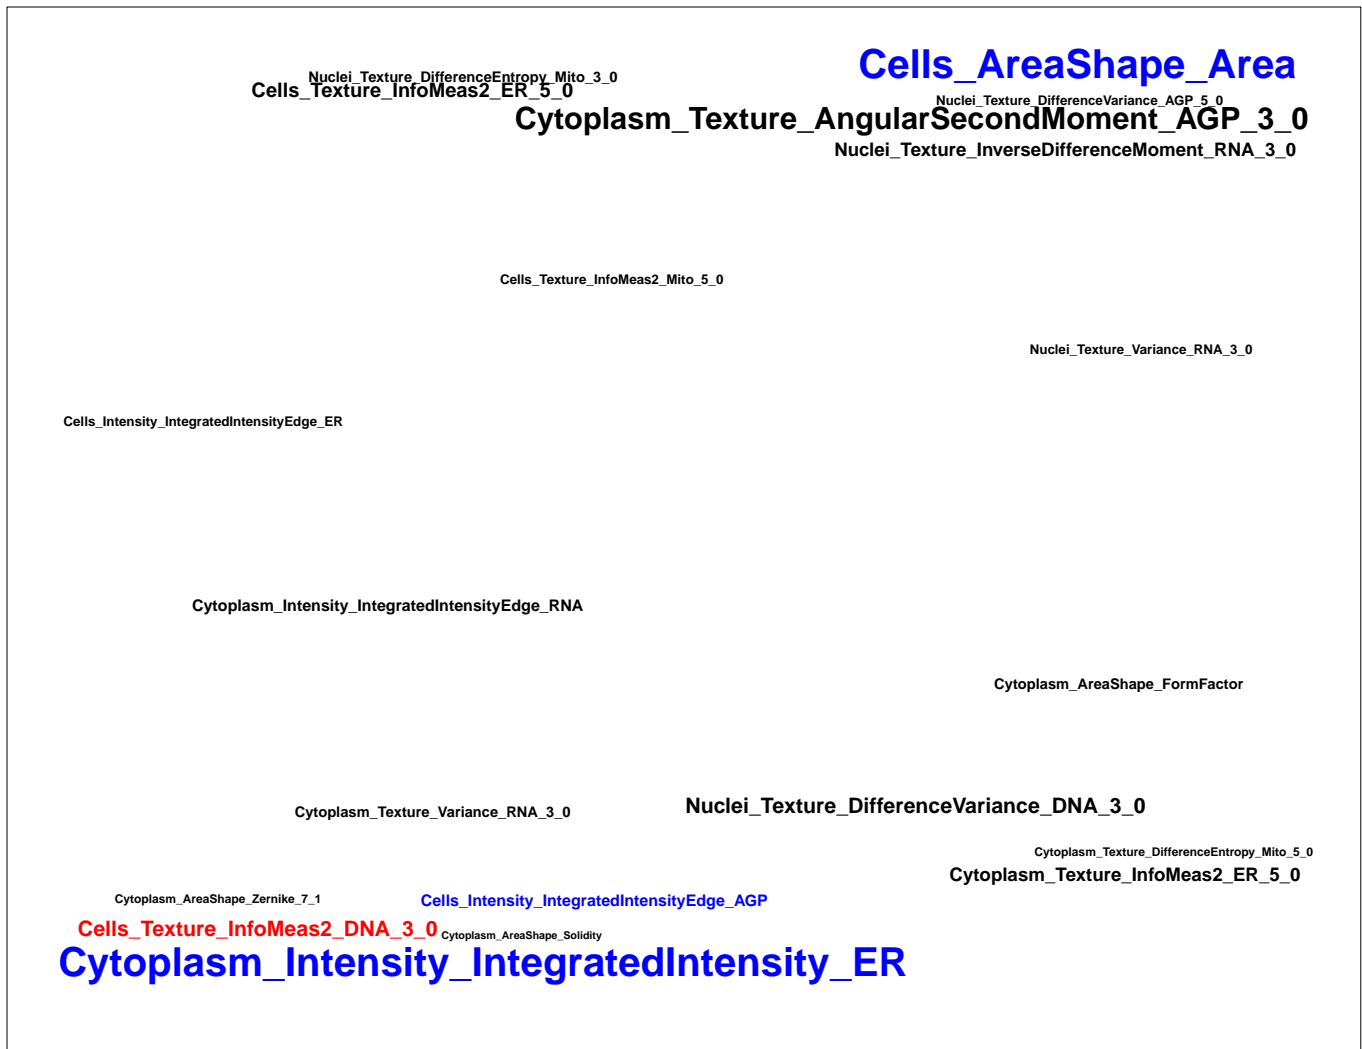 Cells_AreaShape_Area
Nuclei_Texture_DifferenceEntropy_Mito_3_0
Cells_Texture_InfoMeas2_ER_5_0
Nuclei_Texture_DifferenceVariance_AGP_5_0
Cytoplasm_Texture_AngularSecondMoment_AGP_3_0
Nuclei_Texture_InverseDifferenceMoment_RNA_3_0
Cells_Texture_InfoMeas2_Mito_5_0
Nuclei_Texture_Variance_RNA_3_0
Cells_Intensity_IntegratedIntensityEdge_ER
Cytoplasm_Intensity_IntegratedIntensityEdge_RNA
Cytoplasm_AreaShape_FormFactor
Nuclei_Texture_DifferenceVariance_DNA_3_0
Cytoplasm_Texture_Variance_RNA_3_0
Cytoplasm_Texture_DifferenceEntropy_Mito_5_0
Cytoplasm_Texture_InfoMeas2_ER_5_0
Cytoplasm_AreaShape_Zernike_7_1
Cells_Intensity_IntegratedIntensityEdge_AGP
Cells_Texture_InfoMeas2_DNA_3_0
Cytoplasm_AreaShape_Solidity
Cytoplasm_Intensity_IntegratedIntensity_ER